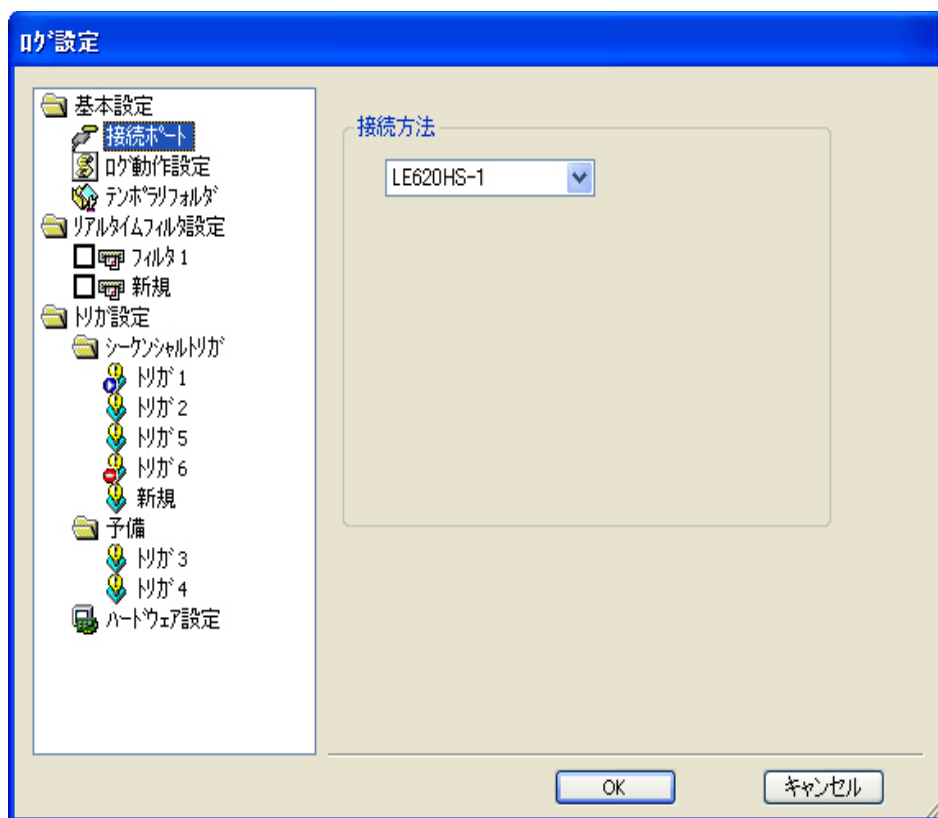 ﾛｸﾞ設定
基本設定
接続ﾎﾟｰﾄ
ﾛｸﾞ動作設定
ﾃﾝﾎﾟﾗﾘﾌｫﾙﾀﾞ
ﾘｱﾙﾀｲﾑﾌｨﾙﾀ設定
ﾌｨﾙﾀ 1
新規
ﾄﾘｶﾞ設定
ｼｰｹﾝｼｬﾙﾄﾘｶﾞ
ﾄﾘｶﾞ 1
ﾄﾘｶﾞ 2
ﾄﾘｶﾞ 5
ﾄﾘｶﾞ 6
新規
予備
ﾄﾘｶﾞ 3
ﾄﾘｶﾞ 4
ﾊｰﾄﾞｳｪｱ設定
接続方法
LE620HS-1
OK
ｷｬﾝｾﾙ